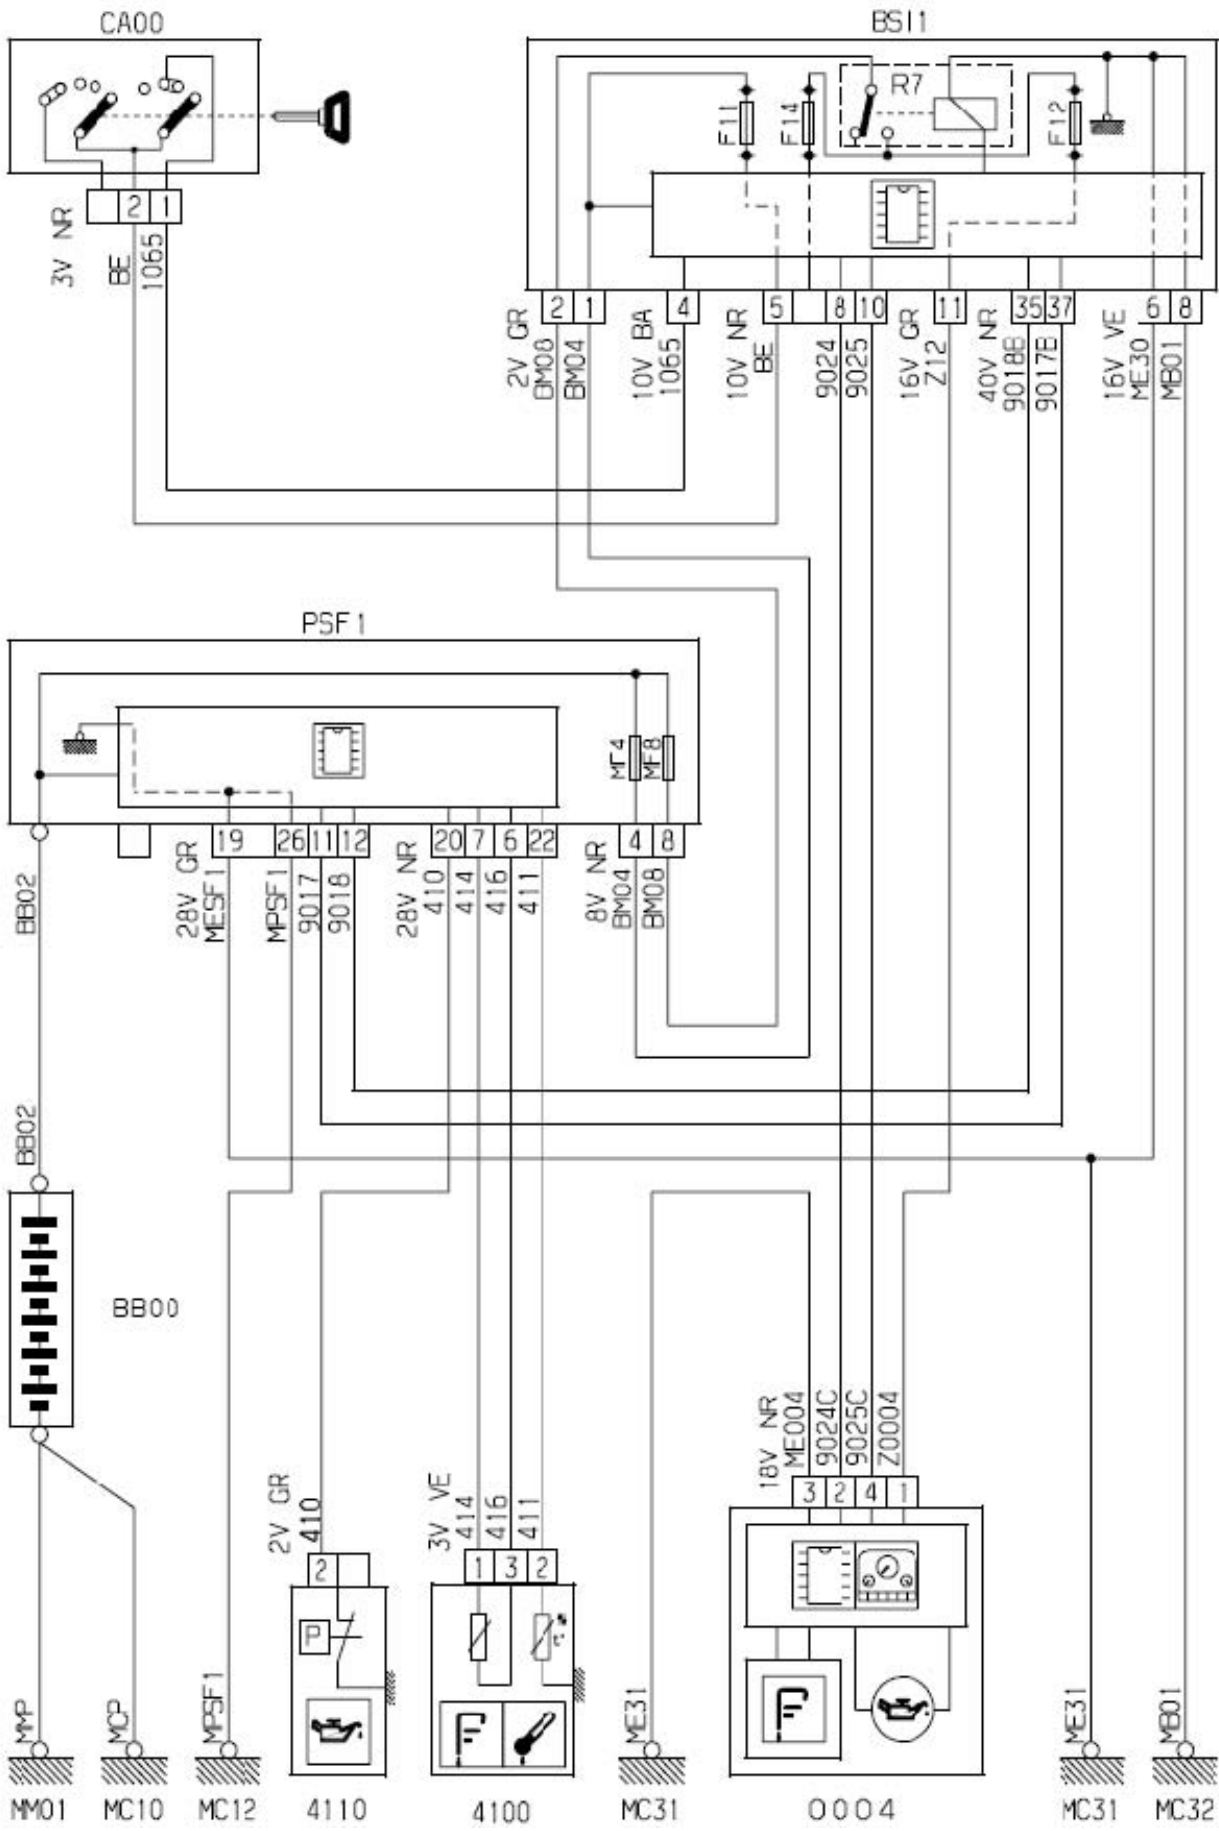 CA00
BSI1
R7
F11
F14
F12
2
1
3V NR
BE
1065
2
1
4
5
8
10
11
35
37
6
8
2V GR
BM08
BM04
10V BA
1065
10V NR
BE
9024
9025
16V GR
Z12
40V NR
9018B
9017B
16V VE
ME30
MB01
PSF1
MF4
MF8
19
26
11
12
20
7
6
22
4
8
BB02
28V GR
MESF1
MPSF1
9017
9018
28V NR
410
414
416
411
8V NR
BM04
BM08
BB02
BB00
18V NR
ME004
9024C
9025C
Z0004
2V GR
410
3V VE
414
416
411
3
2
4
1
2
1
3
2
P
t°
MMP
MCP
MPSF1
ME31
ME31
MB01
MM01
MC10
MC12
4110
4100
MC31
0004
MC31
MC32